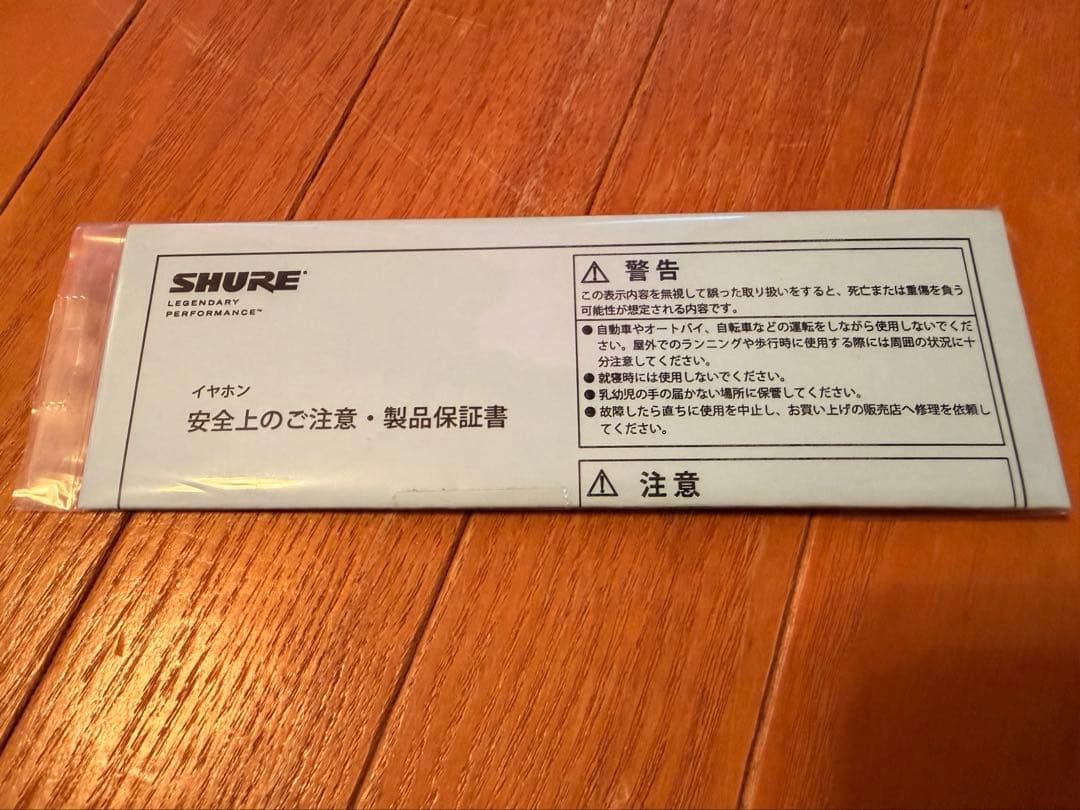 SHURE
LEGENDARY
PERFORMANCE™
イヤホン
安全上のご注意・製品保証書
⚠ 警告
この表示内容を無視して誤った取り扱いをすると、死亡または重傷を負う
可能性が想定される内容です。
●自動車やオートバイ、自転車などの運転をしながら使用しないでくだ
さい。屋外でのランニングや歩行時に使用する際には周囲の状況に十
分注意してください。
●就寝時には使用しないでください。
●乳幼児の手の届かない場所に保管してください。
●故障したら直ちに使用を中止し、お買い上げの販売店へ修理を依頼し
てください。
⚠ 注意